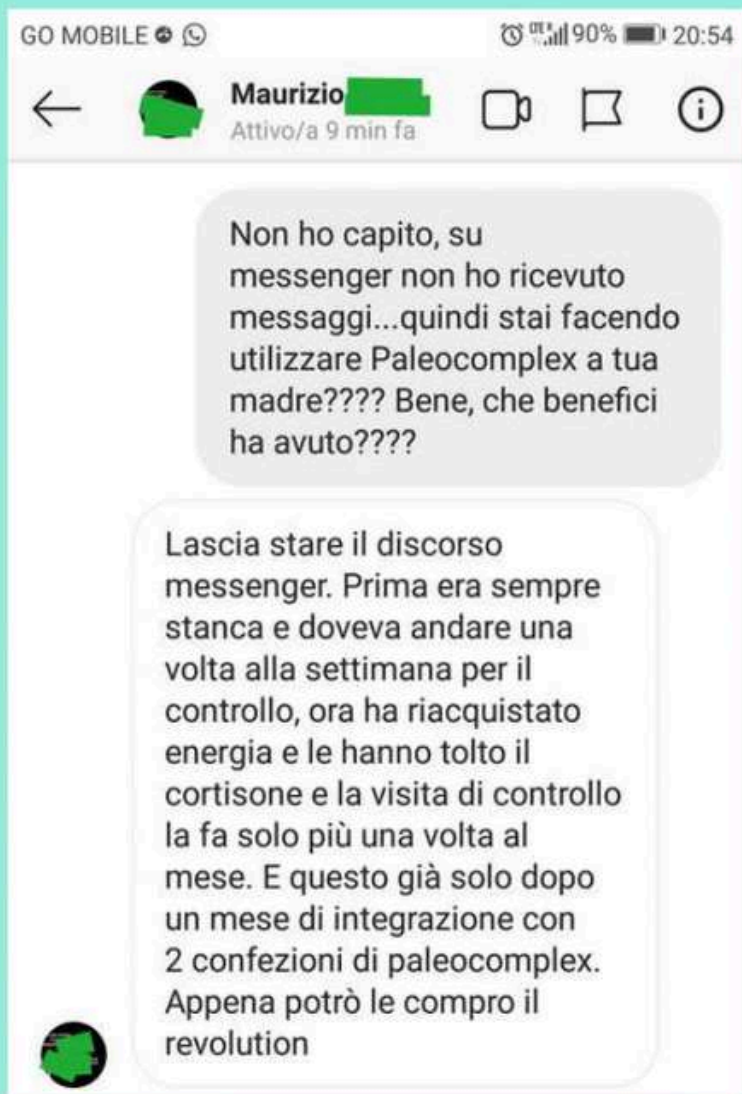 GO MOBILE 90% 20:54
Maurizio
Attivo/a 9 min fa
Non ho capito, su
messenger non ho ricevuto
messaggi...quindi stai facendo
utilizzare Paleocomplex a tua
madre???? Bene, che benefici
ha avuto????
Lascia stare il discorso
messenger. Prima era sempre
stanca e doveva andare una
volta alla settimana per il
controllo, ora ha riacquistato
energia e le hanno tolto il
cortisone e la visita di controllo
la fa solo più una volta al
mese. E questo già solo dopo
un mese di integrazione con
2 confezioni di paleocomplex.
Appena potrò le compro il
revolution